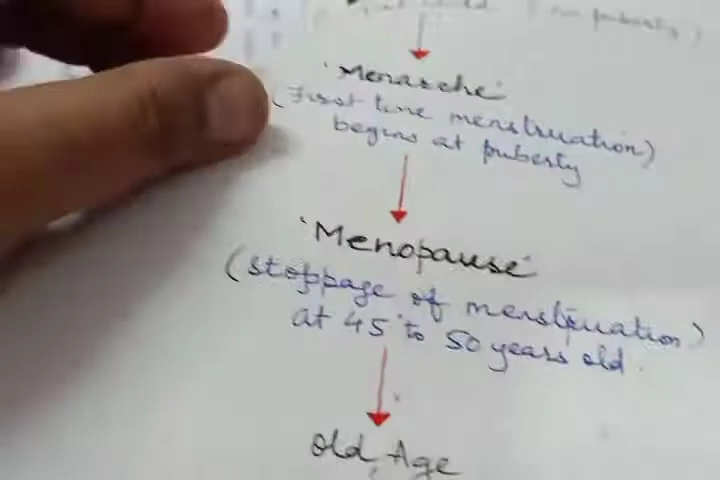 puberty)
'Menarche'
(First time menstruation)
begins at puberty
'Menopause'
(stoppage of menstruation)
at 45 to 50 years old.
Old Age